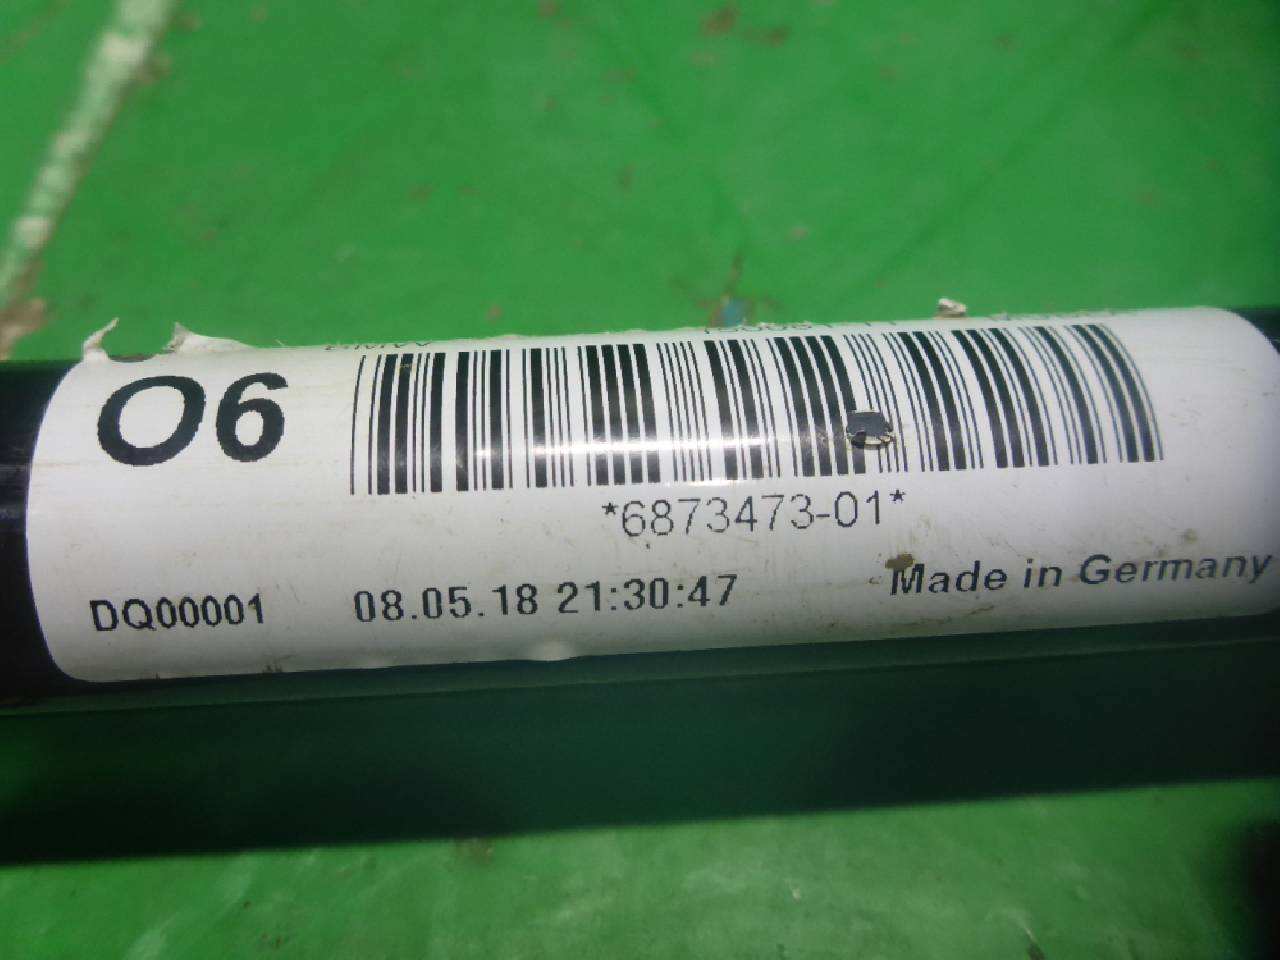 O6
*6873473-01*
DQ00001 08.05.18 21:30:47 Made in Germany